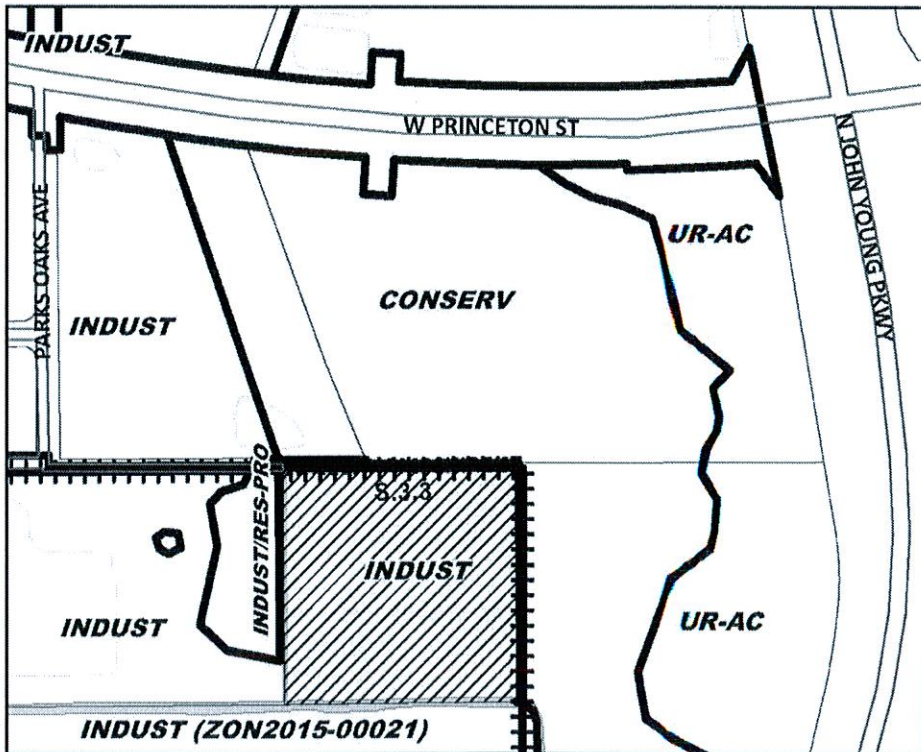 INDUST
W PRINCETON ST
N JOHN YOUNG PKWY
PARKS OAKS AVE
UR-AC
CONSERV
INDUST
S.3.3
INDUST/RES-PRO
INDUST
INDUST
UR-AC
INDUST (ZON2015-00021)